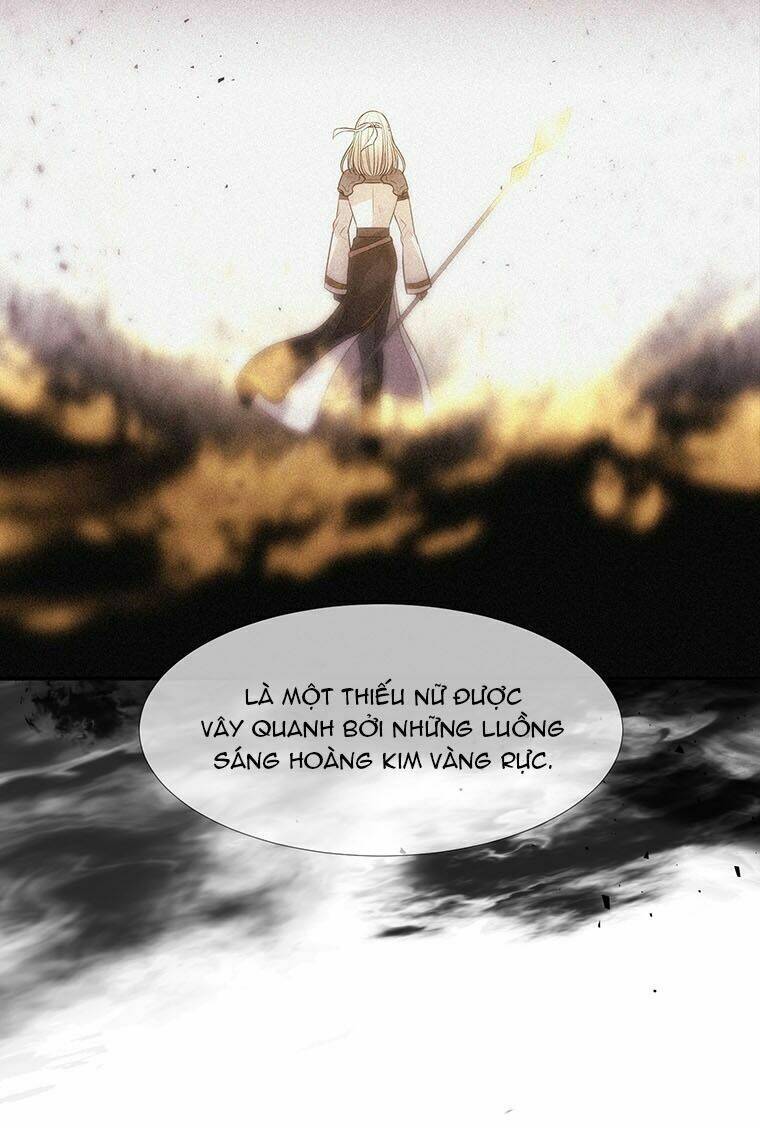 LÀ MỘT THIẾU NỮ ĐƯỢC
VÂY QUANH BỞI NHỮNG LUỒNG
SÁNG HOÀNG KIM VÀNG RỰC.